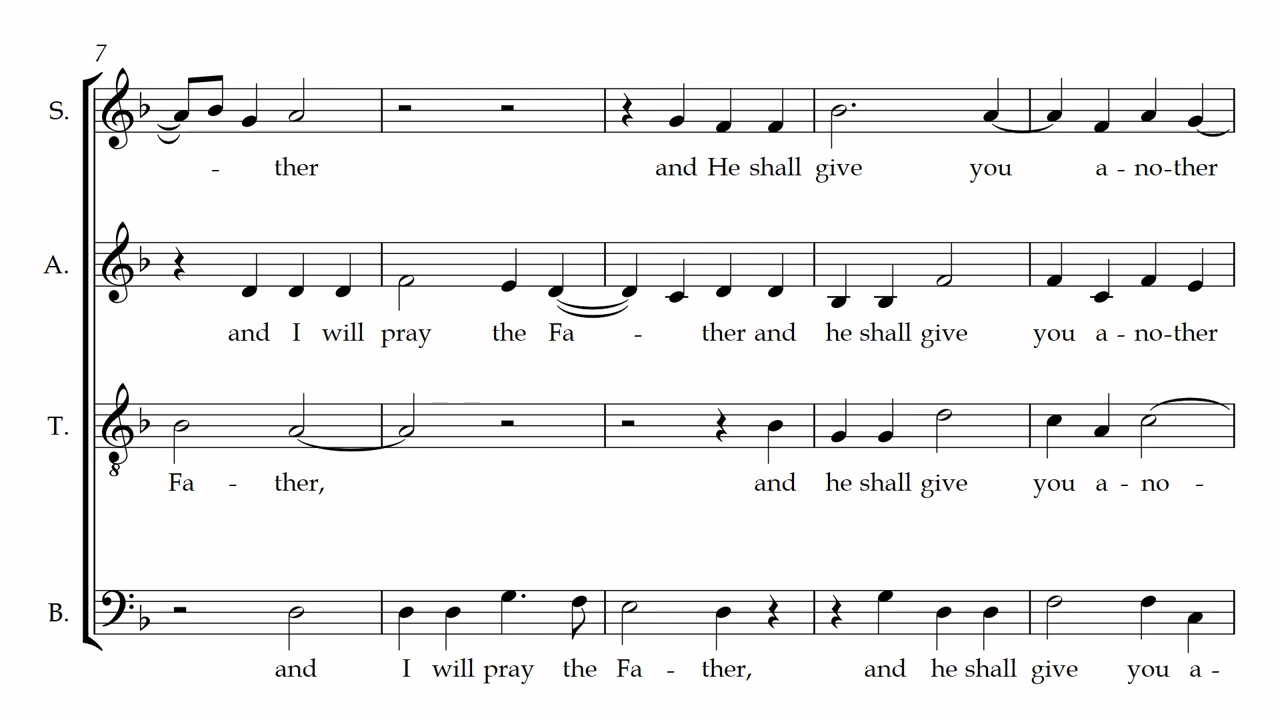 7
S.
- ther and He shall give you a - no-ther
A.
and I will pray the Fa - ther and he shall give you a - no-ther
T.
8
Fa - ther, and he shall give you a - no -
B.
and I will pray the Fa - ther, and he shall give you a -